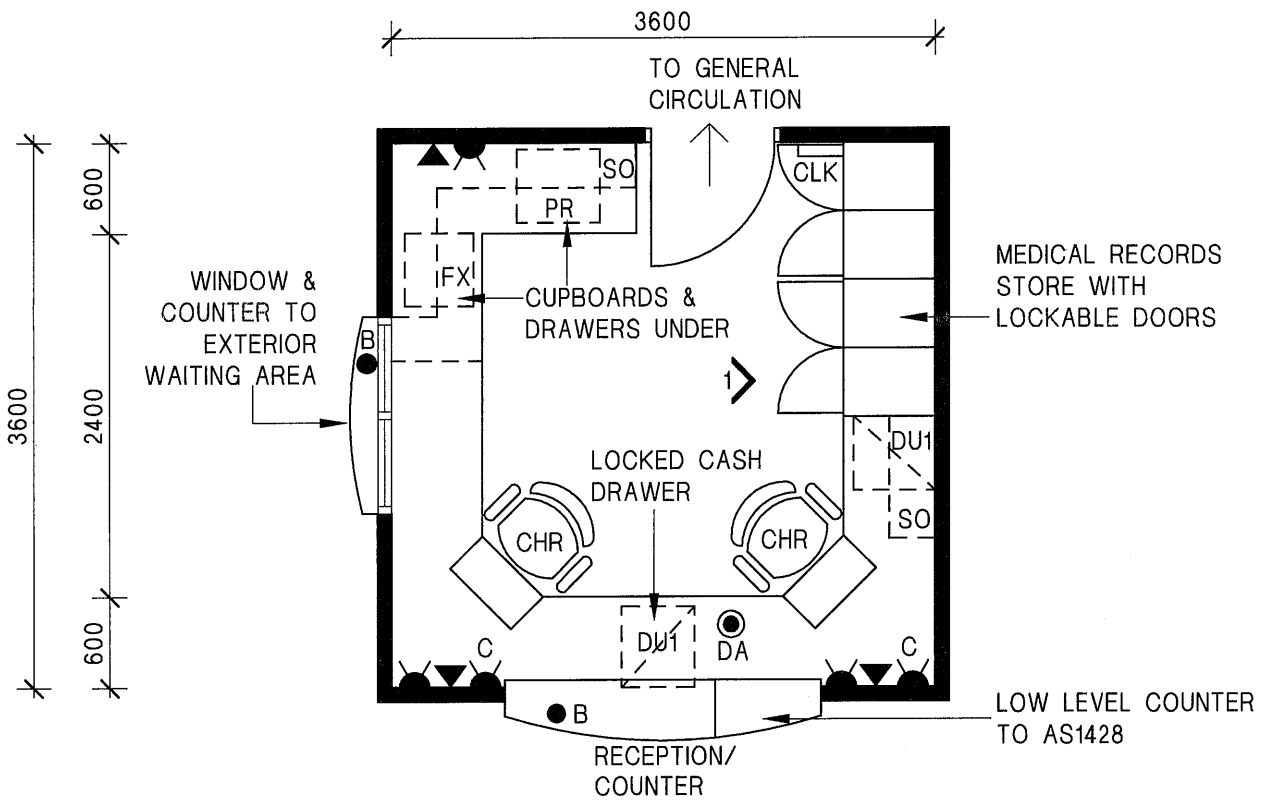 3600
TO GENERAL
CIRCULATION
600
SO
CLK
PR
MEDICAL RECORDS
STORE WITH
LOCKABLE DOORS
WINDOW &
COUNTER TO
EXTERIOR
WAITING AREA
FX
CUPBOARDS &
DRAWERS UNDER
B
1
3600
2400
DU1
LOCKED CASH
DRAWER
SO
CHR
CHR
600
DU1
DA
C
C
B
LOW LEVEL COUNTER
TO AS1428
RECEPTION/
COUNTER